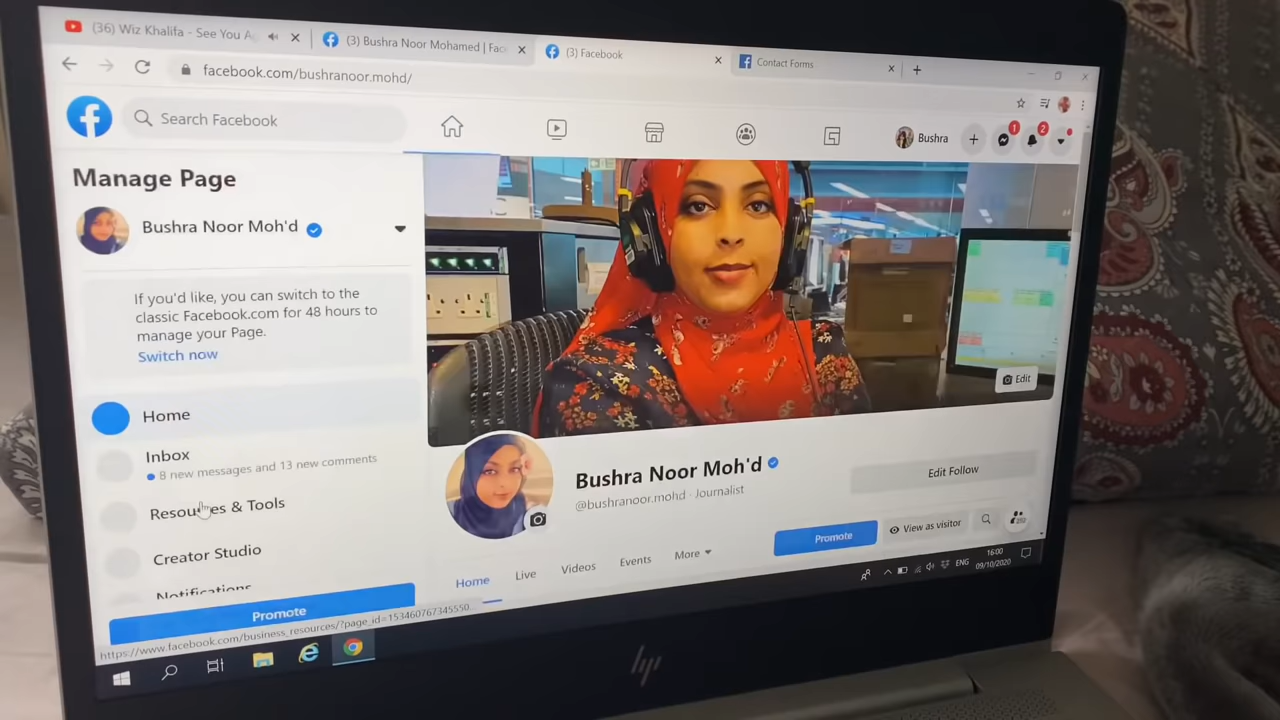 (36) Wiz Khalifa - See You A
(3) Bushra Noor Mohamed | Fac
(3) Facebook
Contact Forms
facebook.com/bushranoor.mohd/
Search Facebook
Bushra
1
2
Manage Page
Bushra Noor Moh'd
If you'd like, you can switch to the
classic Facebook.com for 48 hours to
manage your Page.
Switch now
Home
Inbox
8 new messages and 13 new comments
Resources & Tools
Creator Studio
Notifications
Promote
Edit
Bushra Noor Moh'd
@bushranoor.mohd · Journalist
Edit Follow
Promote
View as visitor
Home
Live
Videos
Events
More
https://www.facebook.com/business_resources/?page_id=153460767345550...
ENG
16:00
09/10/2020
hp